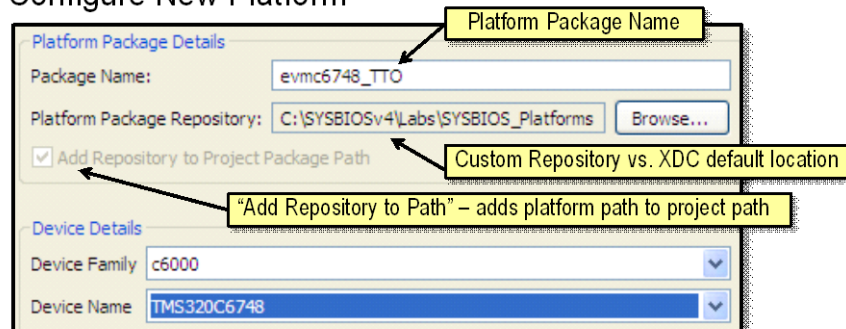 Configure New Platform
Platform Package Name
Platform Package Details
Package Name: evmc6748_TTO
Platform Package Repository: C:\SYSBIOSv4\Labs\SYSBIOS_Platforms Browse...
Add Repository to Project Package Path
Custom Repository vs. XDC default location
"Add Repository to Path" – adds platform path to project path
Device Details
Device Family c6000
Device Name TMS320C6748